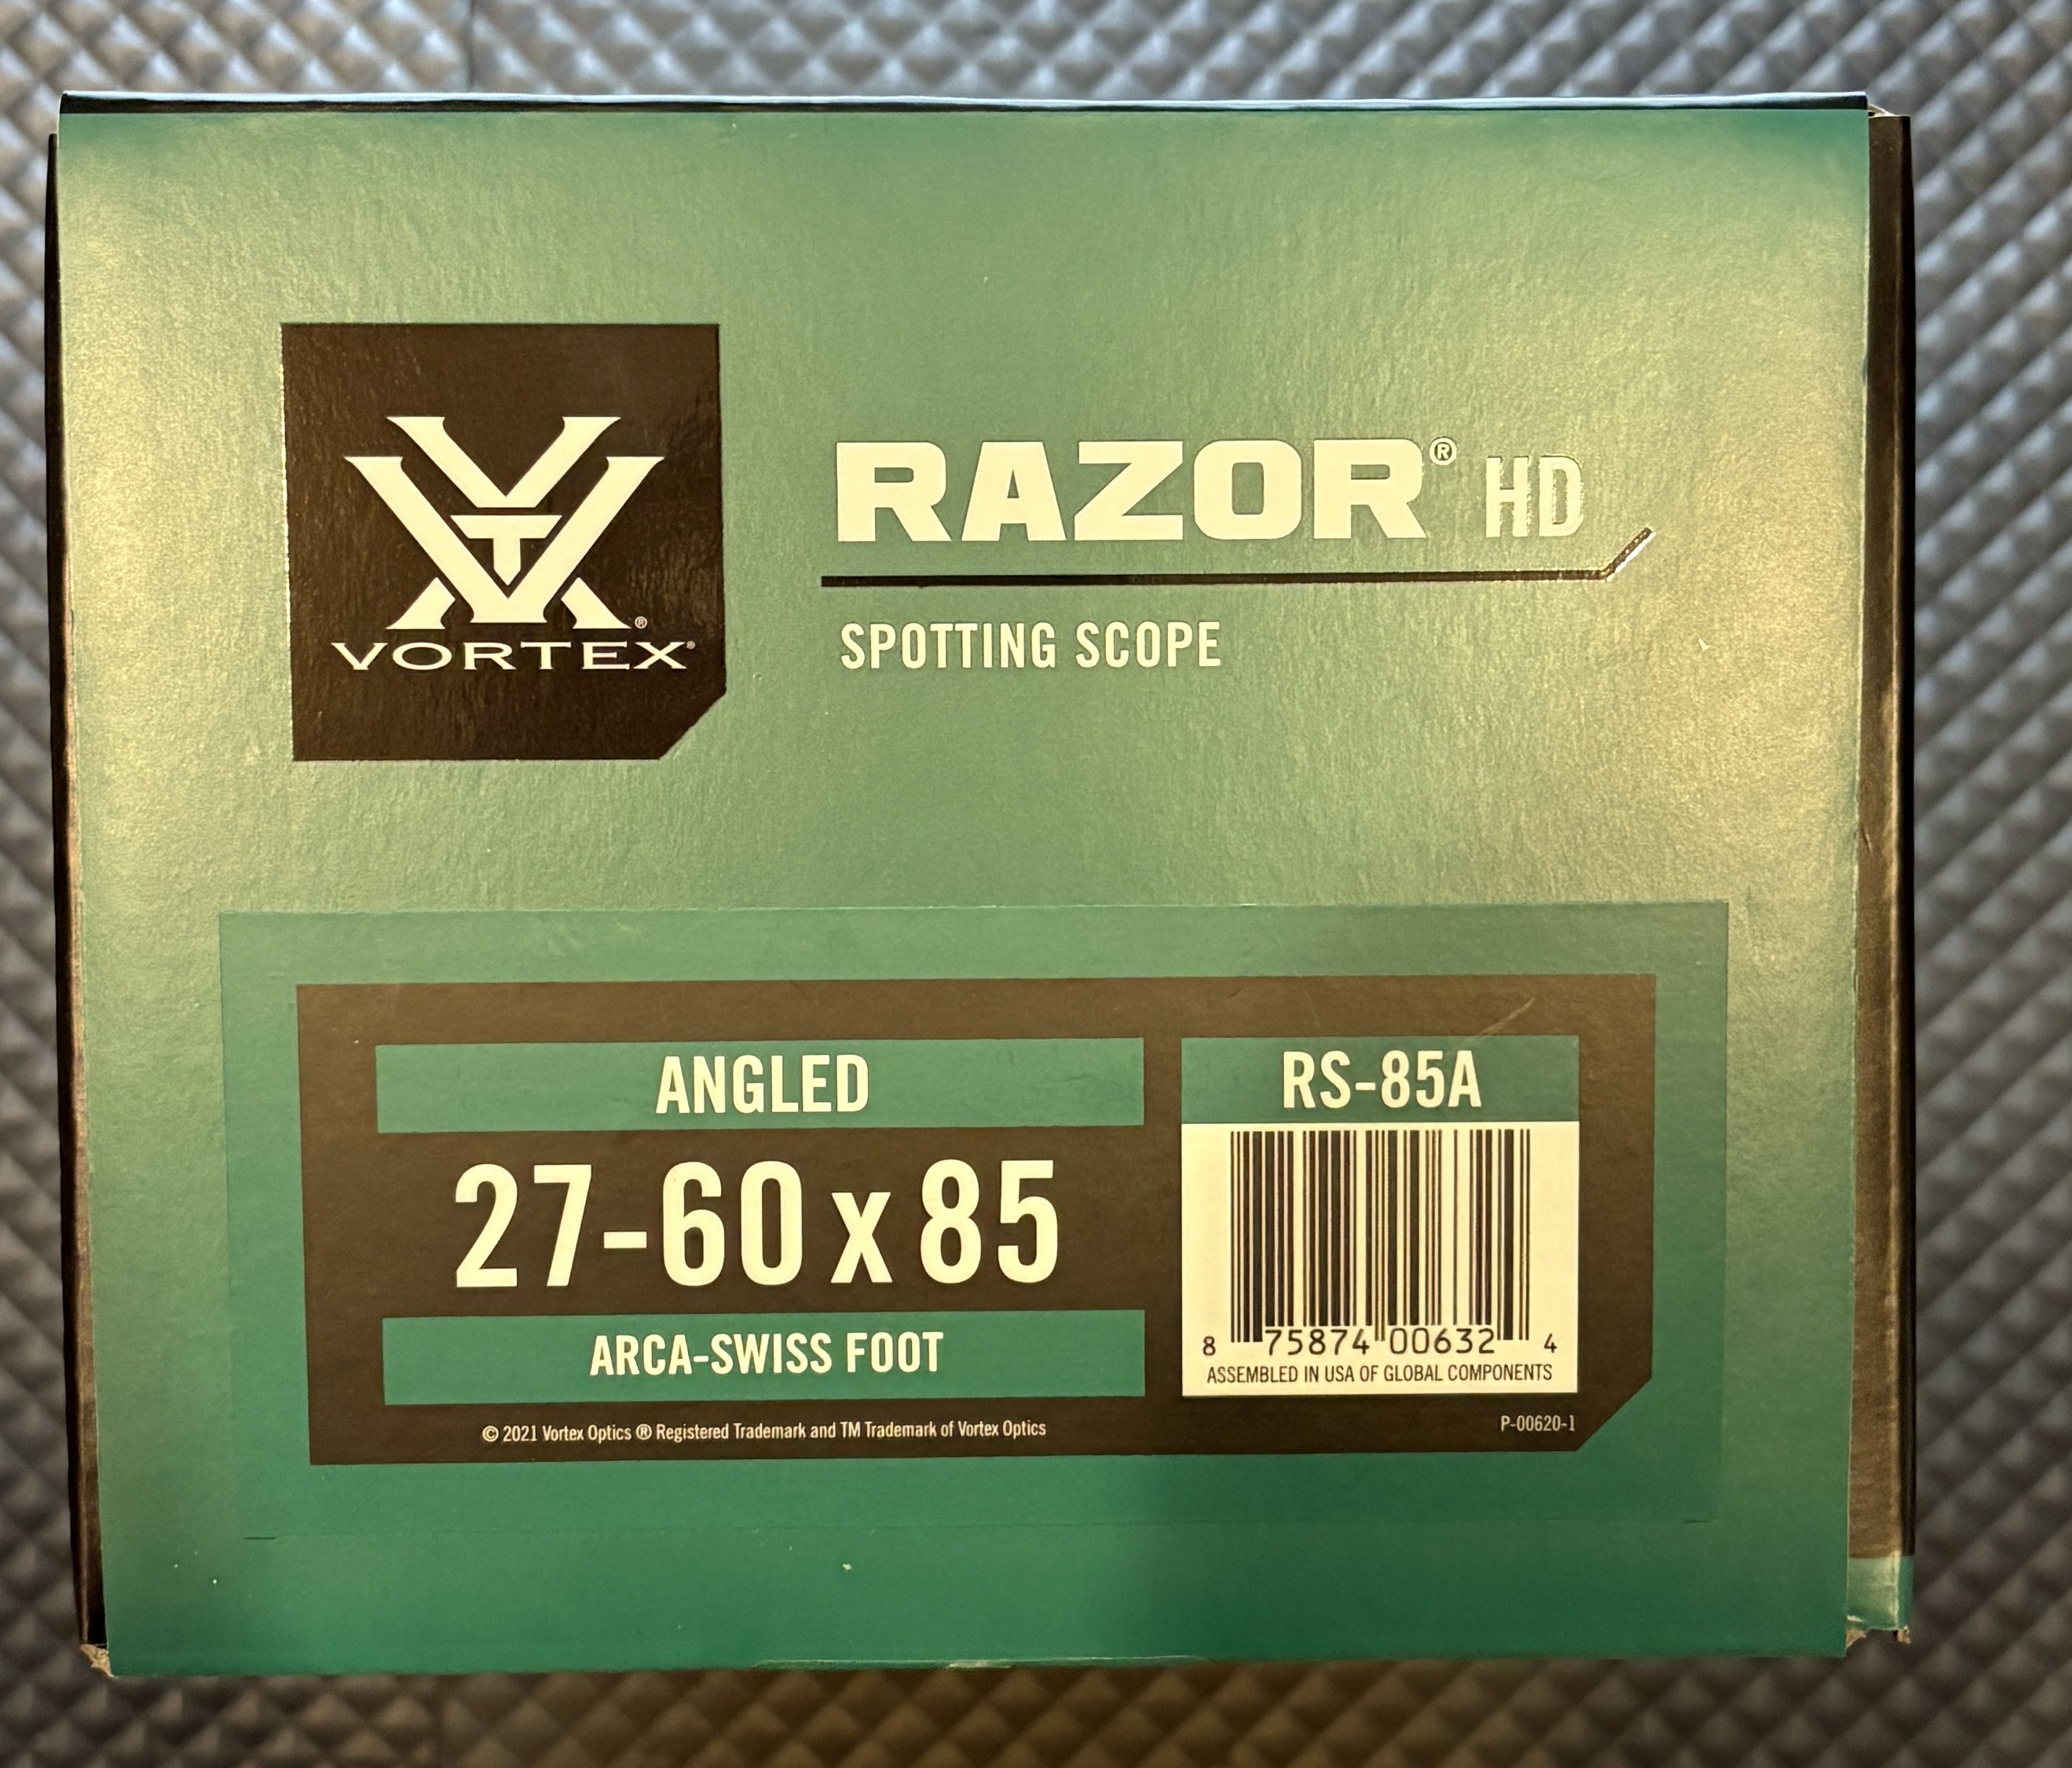 RAZOR® HD
VORTEX®
SPOTTING SCOPE
ANGLED
27-60 x 85
ARCA-SWISS FOOT
© 2021 Vortex Optics ® Registered Trademark and TM Trademark of Vortex Optics
RS-85A
8 75874 00632 4
ASSEMBLED IN USA OF GLOBAL COMPONENTS
P-00620-1